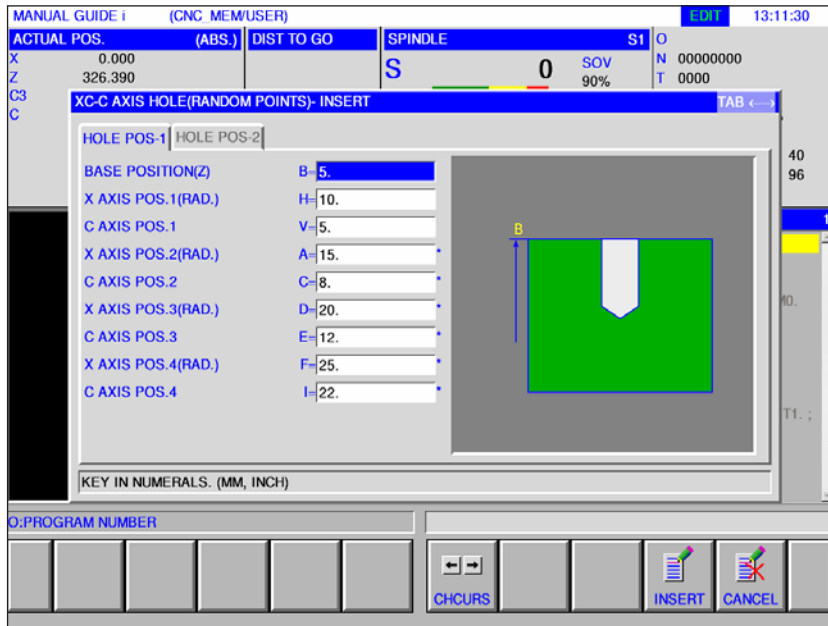 MANUAL GUIDE i (CNC_MEM/USER) EDIT 13:11:30
ACTUAL POS. (ABS.) DIST TO GO SPINDLE S1 O
X 0.000 N 00000000
S 0 SOV
Z 326.390 90% T 0000
C3
C
XC-C AXIS HOLE(RANDOM POINTS)- INSERT TAB ←→
HOLE POS-1 HOLE POS-2
40
BASE POSITION(Z) B= 5.
96
X AXIS POS.1(RAD.) H= 10.
C AXIS POS.1 V= 5.
1
B
X AXIS POS.2(RAD.) A= 15. *
C AXIS POS.2 C= 8. *
X AXIS POS.3(RAD.) D= 20. *
M0.
C AXIS POS.3 E= 12. *
X AXIS POS.4(RAD.) F= 25. *
C AXIS POS.4 I= 22. *
T1. ;
KEY IN NUMERALS. (MM, INCH)
O:PROGRAM NUMBER
CHCURS INSERT CANCEL